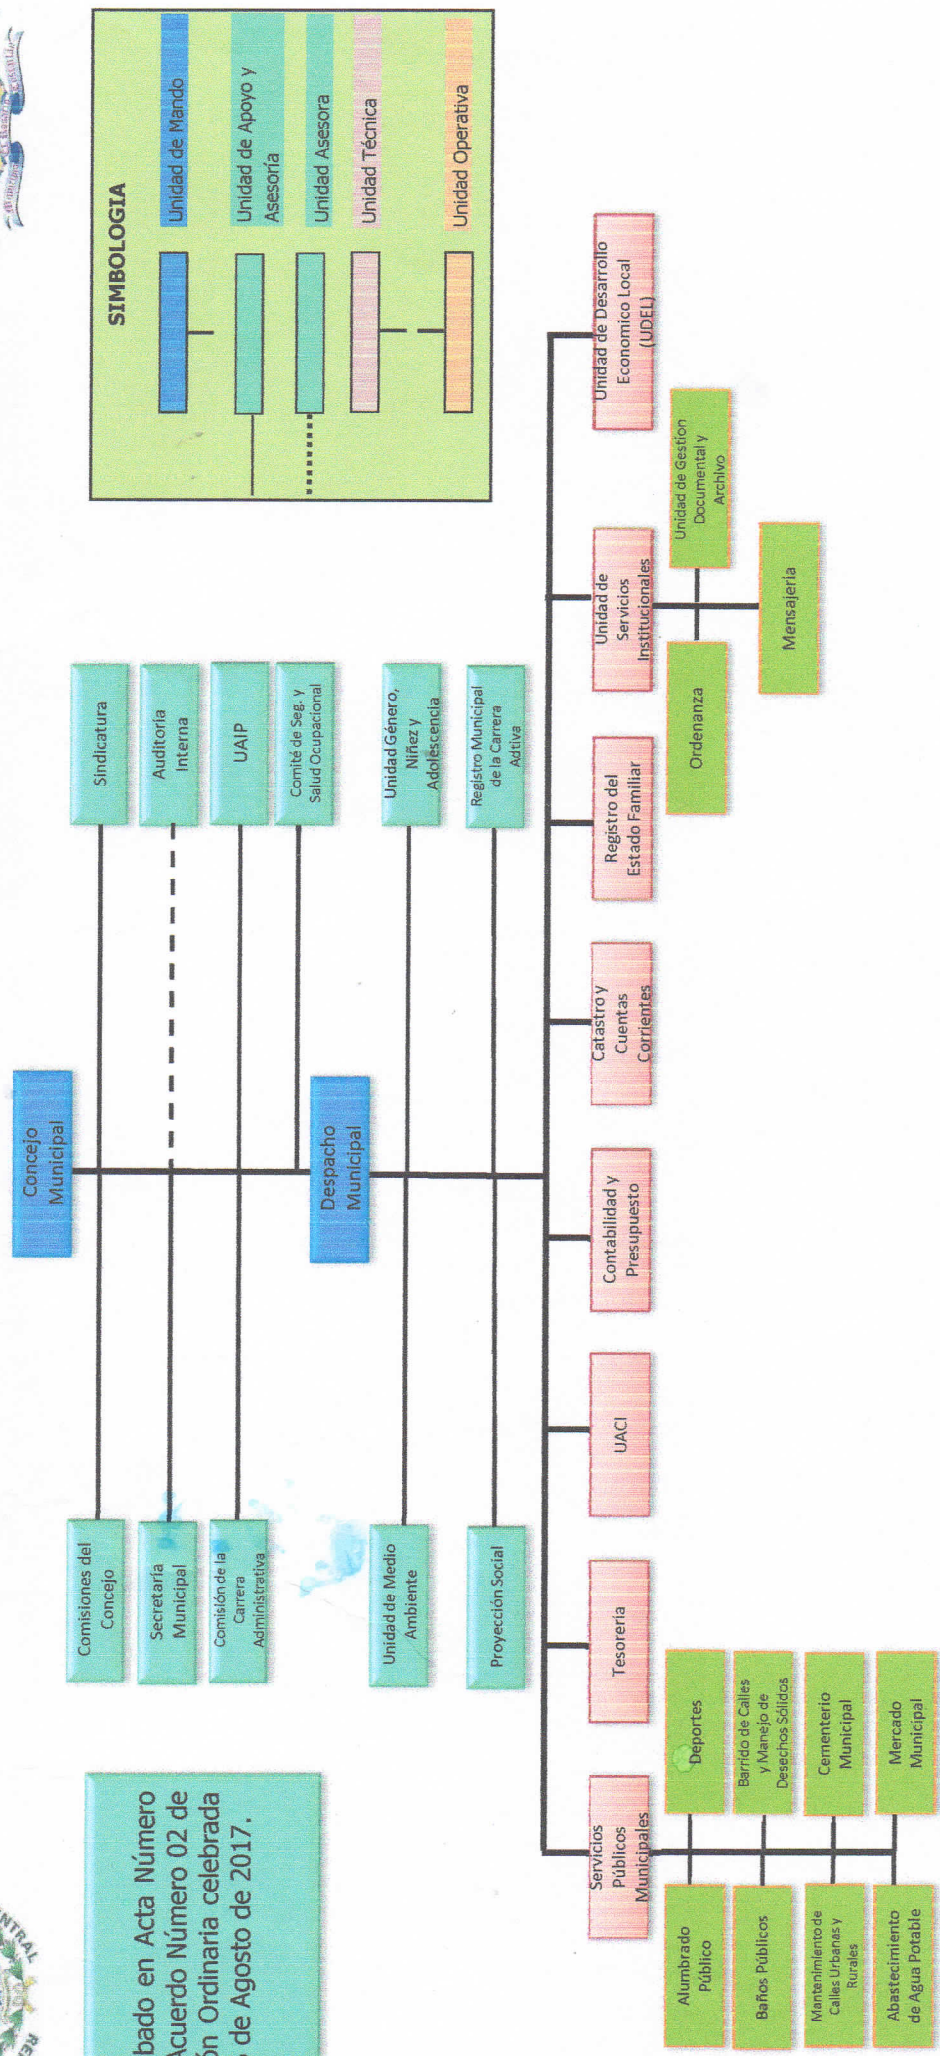 Concejo
Municipal
Comisiones del
Concejo
Sindicatura
Secretaría
Municipal
Auditoria
Interna
Comisión de la
Carrera
Administrativa
UAIP
Comité de Seg. y
Salud Ocupacional
Despacho
Municipal
Unidad de Medio
Ambiente
Unidad Género,
Niñez y
Adolescencia
Proyección Social
Registro Municipal
de la Carrera
Adtiva
Servicios
Públicos
Municipales
Tesoreria
UACI
Contabilidad y
Presupuesto
Catastro y
Cuentas
Corrientes
Registro del
Estado Familiar
Unidad de
Servicios
Institucionales
Unidad de Desarrollo
Economico Local
(UDEL)
Alumbrado
Público
Deportes
Baños Públicos
Barrido de Calles
y Manejo de
Desechos Sólidos
Mantenimiento de
Calles Urbanas y
Rurales
Cementerio
Municipal
Abastecimiento
de Agua Potable
Mercado
Municipal
Ordenanza
Unidad de Gestion
Documental y
Archivo
Mensajeria
SIMBOLOGIA
Unidad de Mando
Unidad de Apoyo y
Asesoría
Unidad Asesora
Unidad Técnica
Unidad Operativa
bado en Acta Número
Acuerdo Número 02 de
ón Ordinaria celebrada
de Agosto de 2017.